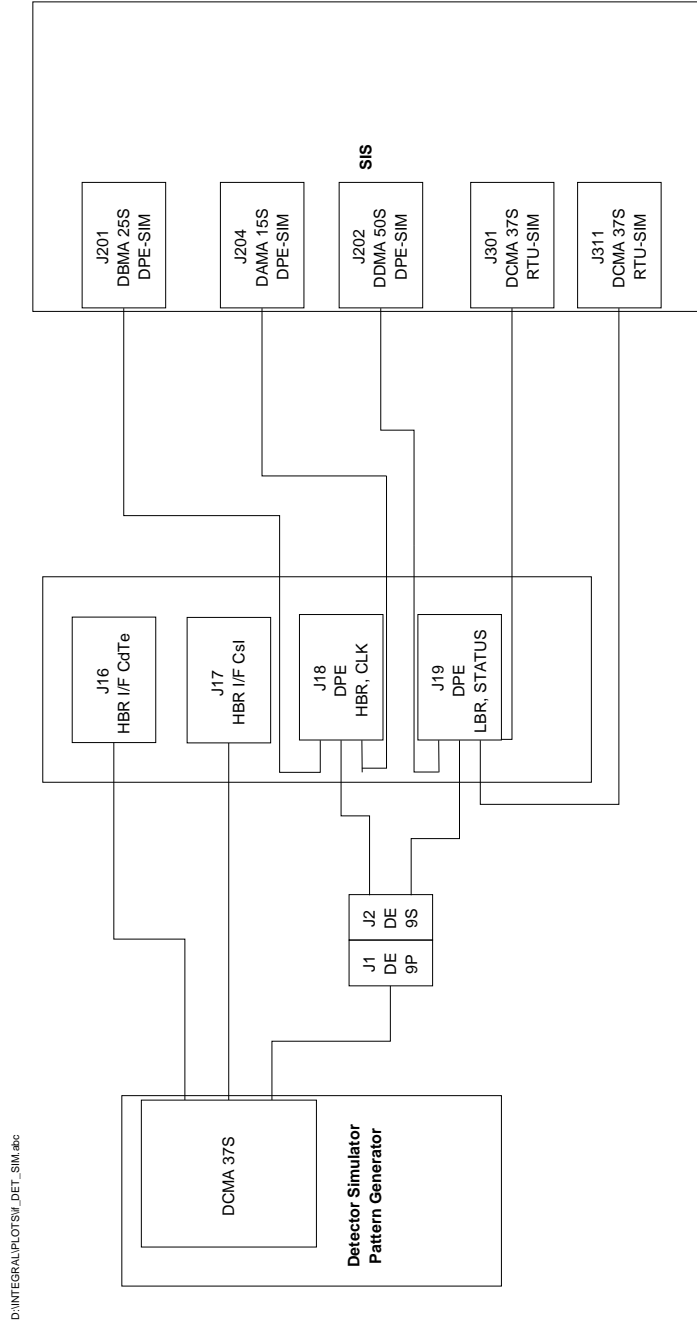 D:\INTEGRAL\PLOTS\if_DET_SIM.abc
DCMA 37S
Detector Simulator
Pattern Generator
J1
DE
9P
J2
DE
9S
J16
HBR I/F CdTe
J17
HBR I/F CsI
J18
DPE
HBR, CLK
J19
DPE
LBR, STATUS
J201
DBMA 25S
DPE-SIM
J204
DAMA 15S
DPE-SIM
SIS
J202
DDMA 50S
DPE-SIM
J301
DCMA 37S
RTU-SIM
J311
DCMA 37S
RTU-SIM